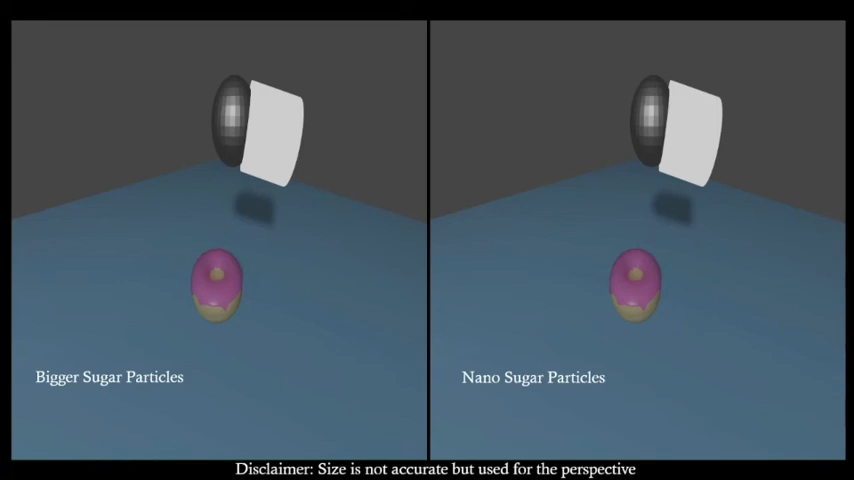 Bigger Sugar Particles
Nano Sugar Particles
Disclaimer: Size is not accurate but used for the perspective